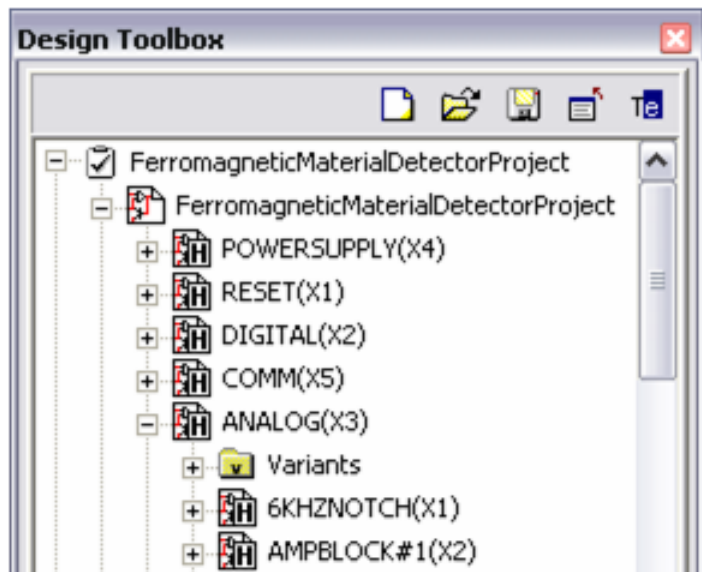 Design Toolbox
Te
FerromagneticMaterialDetectorProject
FerromagneticMaterialDetectorProject
POWERSUPPLY(X4)
RESET(X1)
DIGITAL(X2)
COMM(X5)
ANALOG(X3)
V Variants
6KHZNOTCH(X1)
AMPBLOCK#1(X2)